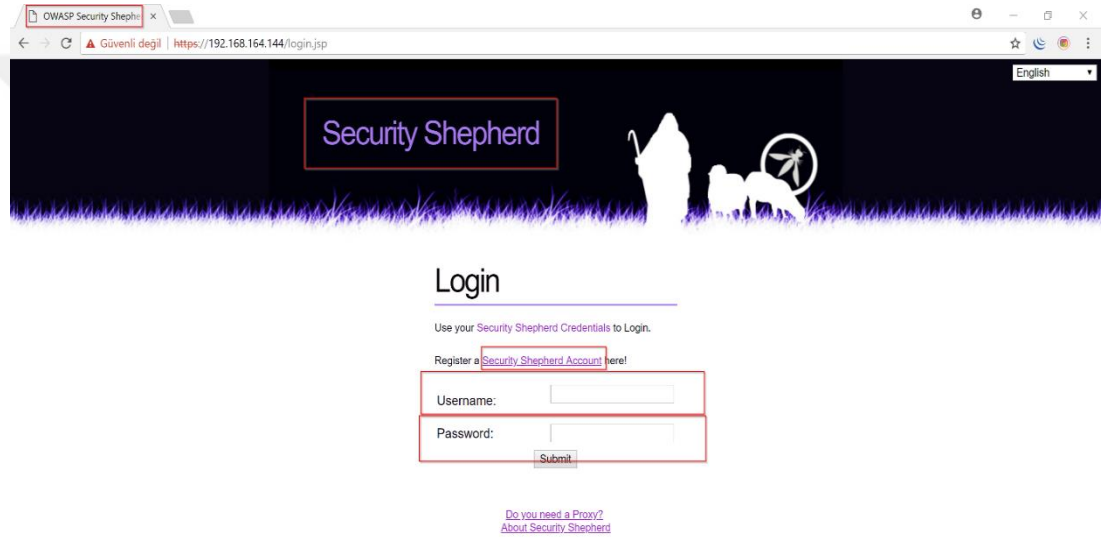 OWASP Security Shephe
Güvenli değil | https://192.168.164.144/login.jsp
English
Security Shepherd
Login
Use your Security Shepherd Credentials to Login.
Register a Security Shepherd Account here!
Username:
Password:
Submit
Do you need a Proxy?
About Security Shepherd